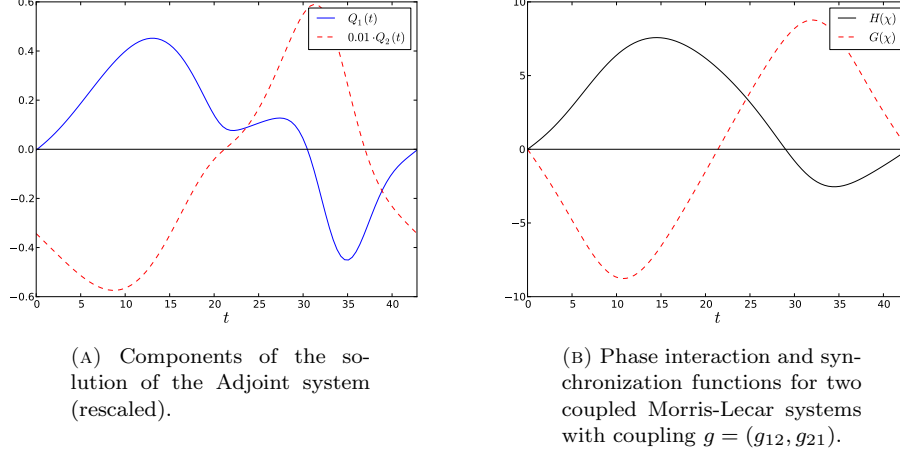 0.6
0.4
0.2
0.0
−0.2
−0.4
−0.6
0 5 10 15 20 25 30 35 40
t
Q₁(t)
0.01·Q₂(t)
10
5
0
−5
−10
0 5 10 15 20 25 30 35 40
t
H(χ)
G(χ)
(A) Components of the so-
lution of the Adjoint system
(rescaled).
(B) Phase interaction and syn-
chronization functions for two
coupled Morris-Lecar systems
with coupling g = (g₁₂, g₂₁).